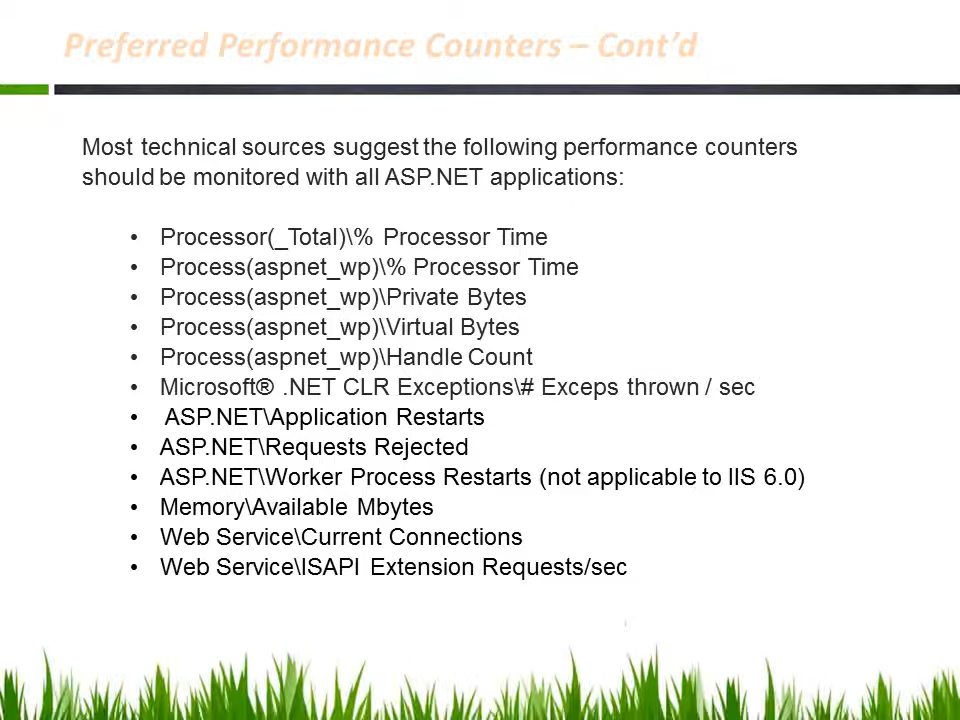 Preferred Performance Counters – Cont’d
Most technical sources suggest the following performance counters
should be monitored with all ASP.NET applications:
• Processor(_Total)\% Processor Time
• Process(aspnet_wp)\% Processor Time
• Process(aspnet_wp)\Private Bytes
• Process(aspnet_wp)\Virtual Bytes
• Process(aspnet_wp)\Handle Count
• Microsoft® .NET CLR Exceptions\# Exceps thrown / sec
• ASP.NET\Application Restarts
• ASP.NET\Requests Rejected
• ASP.NET\Worker Process Restarts (not applicable to IIS 6.0)
• Memory\Available Mbytes
• Web Service\Current Connections
• Web Service\ISAPI Extension Requests/sec